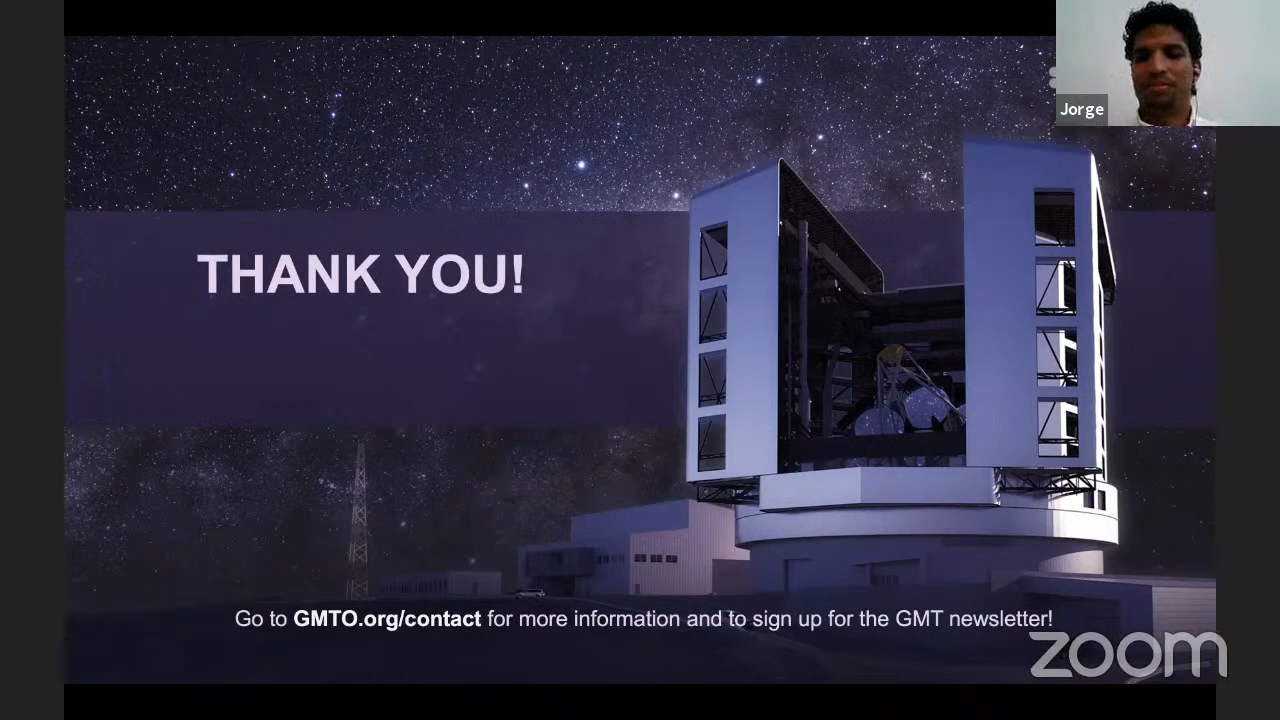 Jorge
THANK YOU!
Go to GMTO.org/contact for more information and to sign up for the GMT newsletter!
zoom